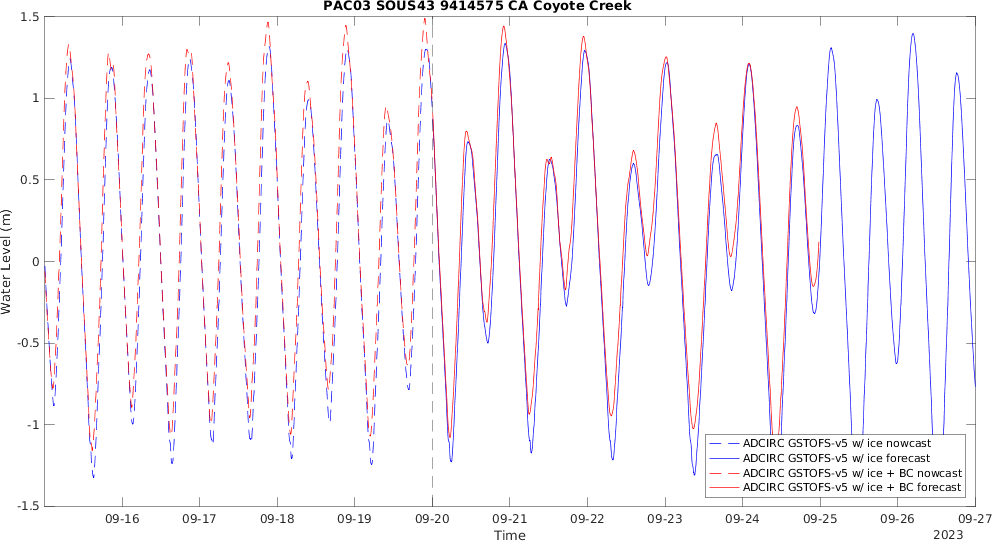 PAC03 SOUS43 9414575 CA Coyote Creek
1.5
1
0.5
0
-0.5
-1
-1.5
Water Level (m)
ADCIRC GSTOFS-v5 w/ ice nowcast
ADCIRC GSTOFS-v5 w/ ice forecast
ADCIRC GSTOFS-v5 w/ ice + BC nowcast
ADCIRC GSTOFS-v5 w/ ice + BC forecast
09-16 09-17 09-18 09-19 09-20 09-21 09-22 09-23 09-24 09-25 09-26 09-27
Time
2023